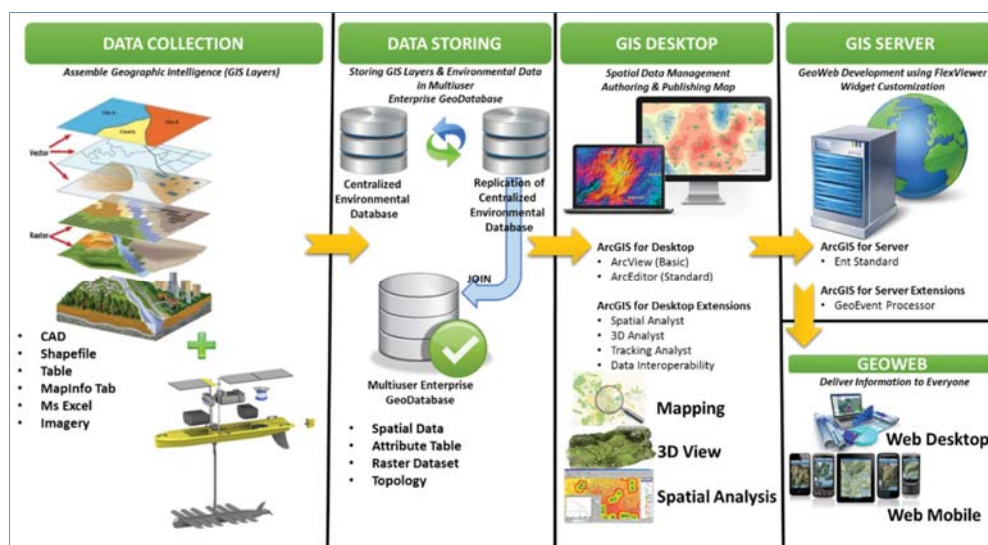 DATA COLLECTION
Assemble Geographic Intelligence (GIS Layers)
City A
County
City B
Vector
Raster
• CAD
• Shapefile
• Table
• MapInfo Tab
• Ms Excel
• Imagery
DATA STORING
Storing GIS Layers & Environmental Data
in Multiuser
Enterprise GeoDatabase
Centralized
Environmental
Database
Replication of
Centralized
Environmental
Database
JOIN
Multiuser Enterprise
GeoDatabase
• Spatial Data
• Attribute Table
• Raster Dataset
• Topology
GIS DESKTOP
Spatial Data Management
Authoring & Publishing Map
ArcGIS for Desktop
• ArcView (Basic)
• ArcEditor (Standard)
ArcGIS for Desktop Extensions
• Spatial Analyst
• 3D Analyst
• Tracking Analyst
• Data Interoperability
Mapping
3D View
Spatial Analysis
GIS SERVER
GeoWeb Development using FlexViewer
Widget Customization
ArcGIS for Server
• Ent Standard
ArcGIS for Server Extensions
• GeoEvent Processor
GEOWEB
Deliver Information to Everyone
Web Desktop
Web Mobile